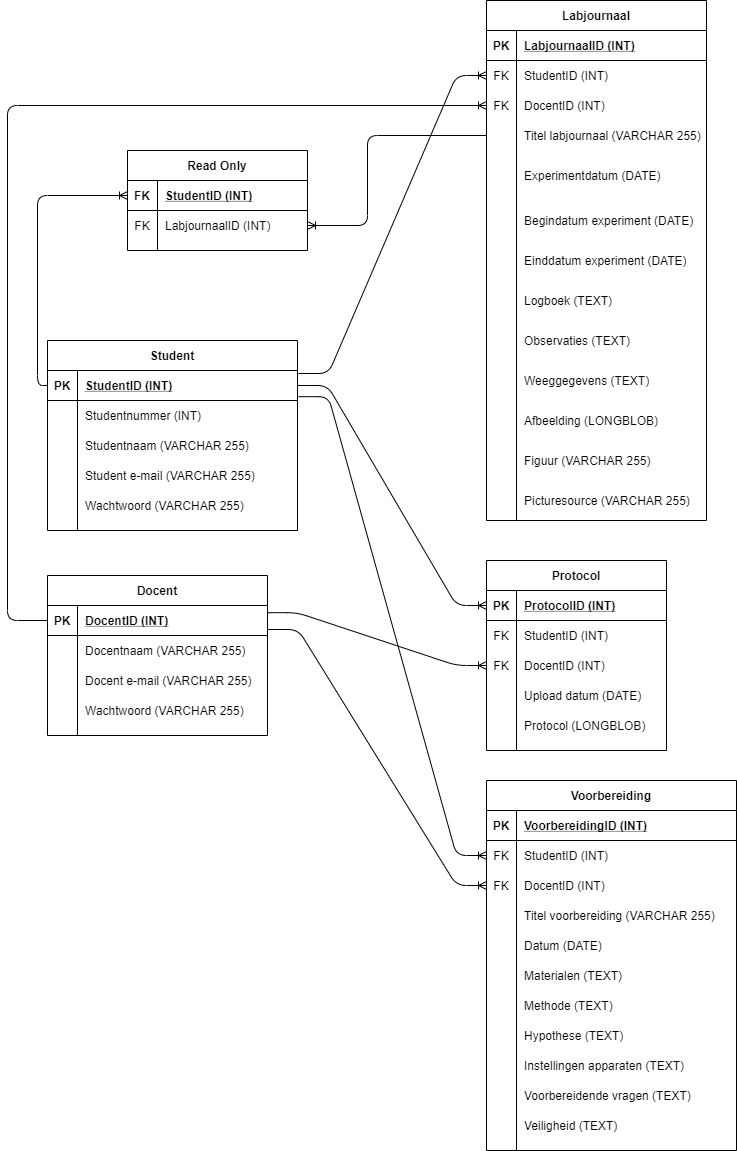 Labjournaal
PK LabjournaalID (INT)
FK StudentID (INT)
FK DocentID (INT)
Titel labjournaal (VARCHAR 255)
Experimentdatum (DATE)
Begindatum experiment (DATE)
Einddatum experiment (DATE)
Logboek (TEXT)
Observaties (TEXT)
Weeggegevens (TEXT)
Afbeelding (LONGBLOB)
Figuur (VARCHAR 255)
Picturesource (VARCHAR 255)
Read Only
FK StudentID (INT)
FK LabjournaalID (INT)
Student
PK StudentID (INT)
Studentnummer (INT)
Studentnaam (VARCHAR 255)
Student e-mail (VARCHAR 255)
Wachtwoord (VARCHAR 255)
Docent
PK DocentID (INT)
Docentnaam (VARCHAR 255)
Docent e-mail (VARCHAR 255)
Wachtwoord (VARCHAR 255)
Protocol
PK ProtocolID (INT)
FK StudentID (INT)
FK DocentID (INT)
Upload datum (DATE)
Protocol (LONGBLOB)
Voorbereiding
PK VoorbereidingID (INT)
FK StudentID (INT)
FK DocentID (INT)
Titel voorbereiding (VARCHAR 255)
Datum (DATE)
Materialen (TEXT)
Methode (TEXT)
Hypothese (TEXT)
Instellingen apparaten (TEXT)
Voorbereidende vragen (TEXT)
Veiligheid (TEXT)